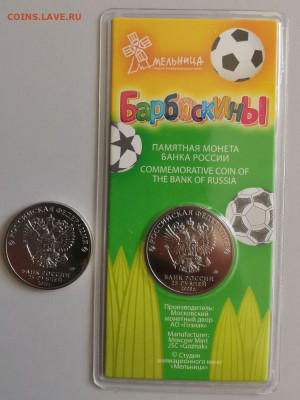 COINS.LAVE.RU
МЕЛЬНИЦА
Барбоскины
ПАМЯТНАЯ МОНЕТА
БАНКА РОССИИ
COMMEMORATIVE COIN OF
THE BANK OF RUSSIA
РОССИЙСКАЯ ФЕДЕРАЦИЯ
БАНК РОССИИ
25 РУБЛЕЙ
РОССИЙСКАЯ ФЕДЕРАЦИЯ
БАНК РОССИИ
25 РУБЛЕЙ
2020 г.
Производитель:
Московский
монетный двор
АО «Гознак»
Manufacturer:
Moscow Mint
JSC «Goznak»
© Студия
анимационного кино
"Мельница"